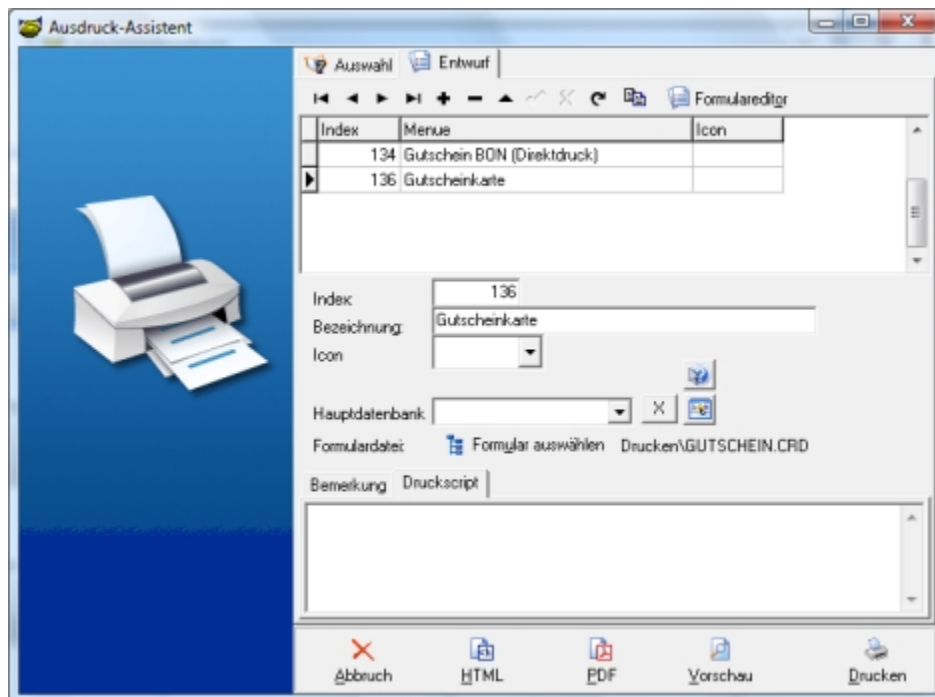 Ausdruck-Assistent
Auswahl Entwurf
Formulareditor
Index Menue Icon
134 Gutschein BON (Direktdruck)
136 Gutscheinkarte
Index: 136
Bezeichnung: Gutscheinkarte
Icon
Hauptdatenbank X
Formulardatei: Formular auswählen Drucken\GUTSCHEIN.CRD
Bemerkung Druckscript
Abbruch HTML PDF Vorschau Drucken